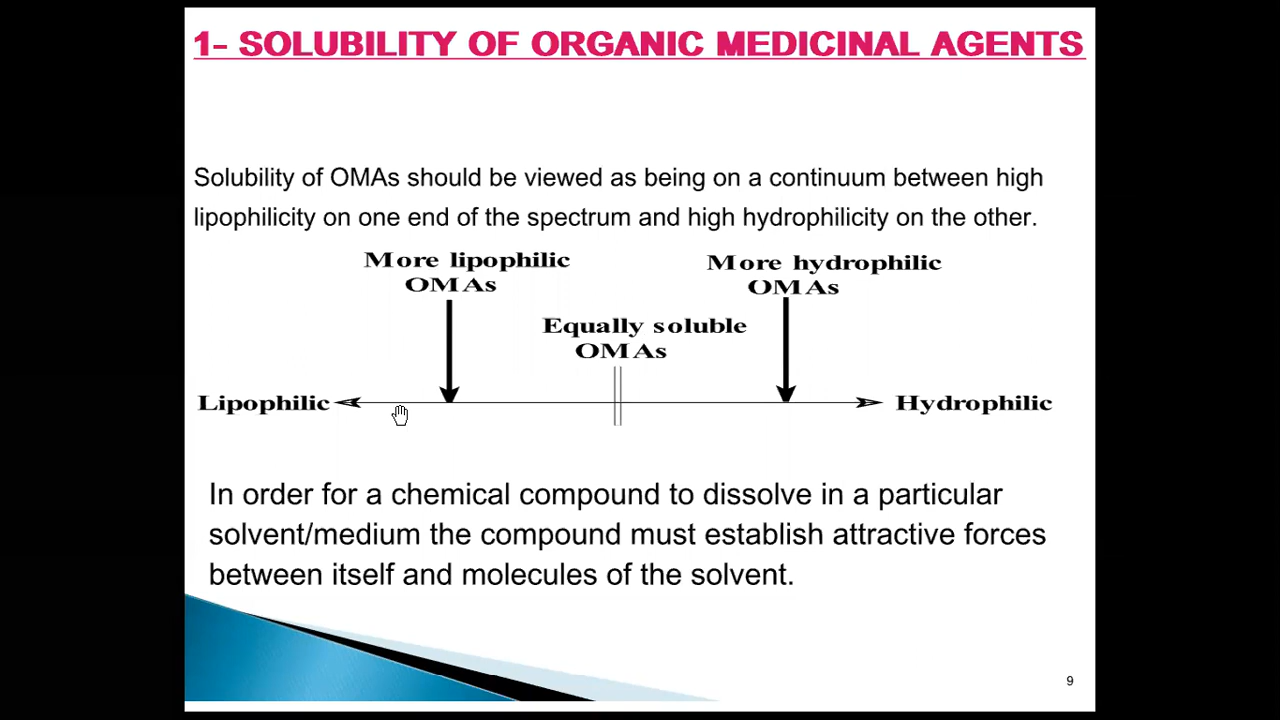 1- SOLUBILITY OF ORGANIC MEDICINAL AGENTS
Solubility of OMAs should be viewed as being on a continuum between high
lipophilicity on one end of the spectrum and high hydrophilicity on the other.
More lipophilic
OMAs
More hydrophilic
OMAs
Equally soluble
OMAs
Lipophilic
Hydrophilic
In order for a chemical compound to dissolve in a particular
solvent/medium the compound must establish attractive forces
between itself and molecules of the solvent.
9